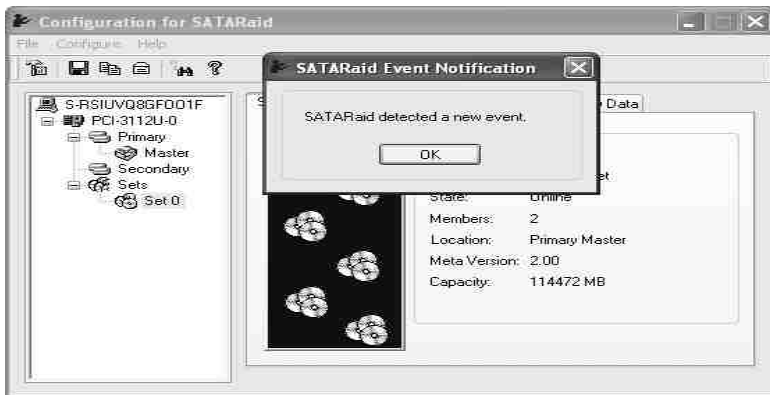 Configuration for SATARaid
File Configure Help
SATARaid Event Notification
SATARaid detected a new event.
OK
S-RSIUVQ8GFOO1F
PCI-3112U-0
Primary
Master
Secondary
Sets
Set 0
Data
State: Online
Members: 2
Location: Primary Master
Meta Version: 2.00
Capacity: 114472 MB